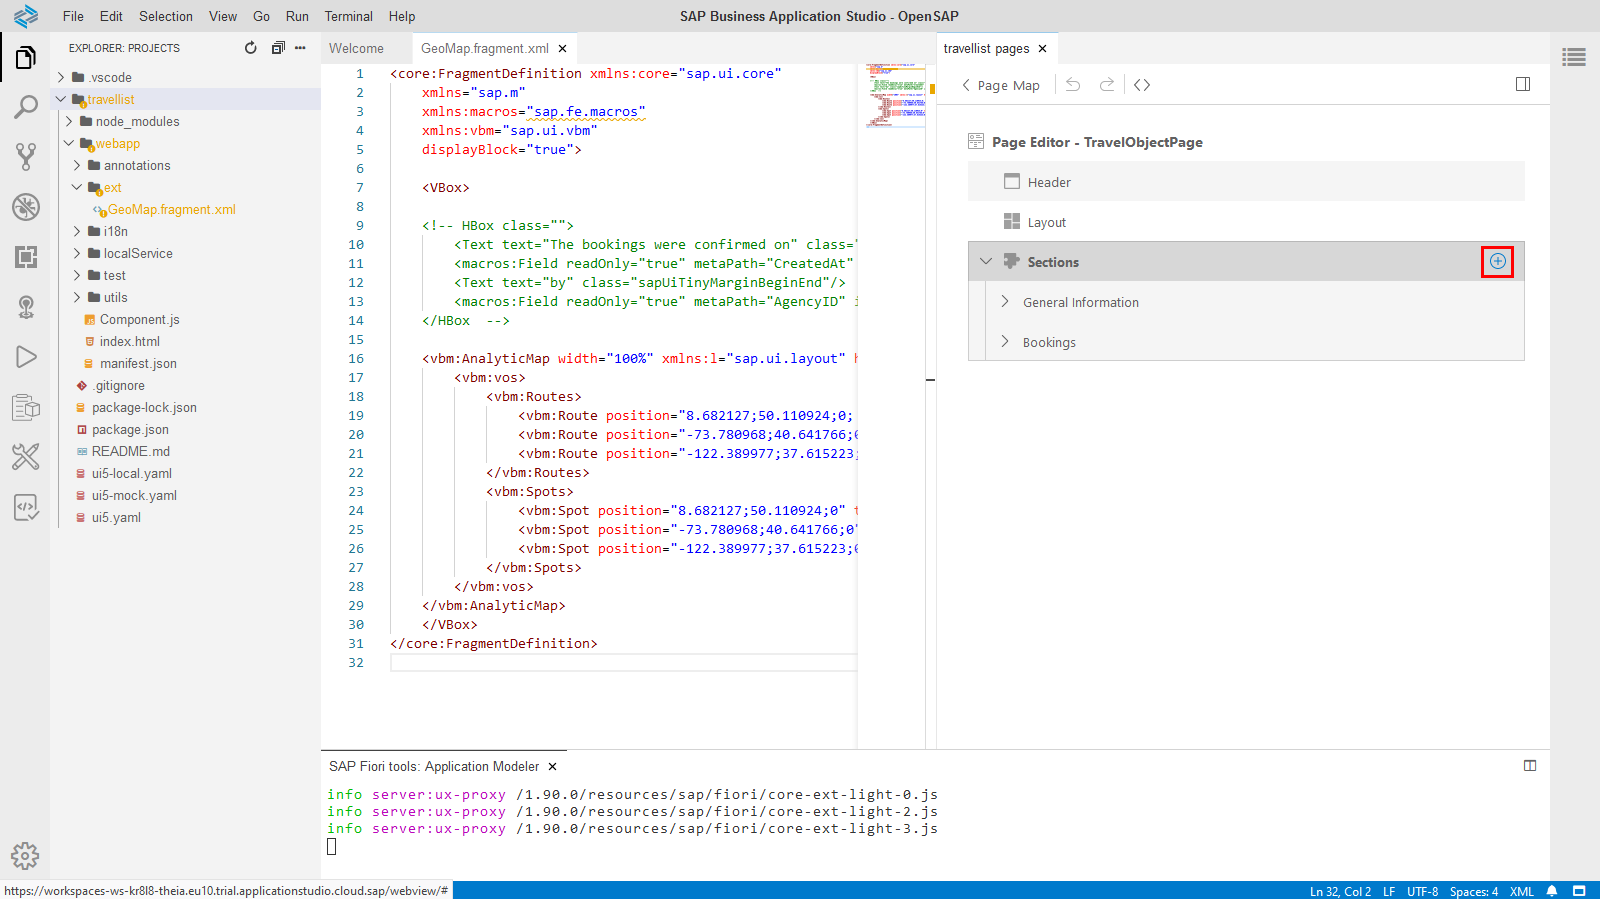 File Edit Selection View Go Run Terminal Help
SAP Business Application Studio - OpenSAP
EXPLORER: PROJECTS
.vscode
travellist
node_modules
webapp
annotations
ext
GeoMap.fragment.xml
i18n
localService
test
utils
Component.js
index.html
manifest.json
.gitignore
package-lock.json
package.json
README.md
ui5-local.yaml
ui5-mock.yaml
ui5.yaml
Welcome
GeoMap.fragment.xml
1 <core:FragmentDefinition xmlns:core="sap.ui.core"
2 xmlns="sap.m"
3 xmlns:macros="sap.fe.macros"
4 xmlns:vbm="sap.ui.vbm"
5 displayBlock="true">
6
7 <VBox>
8
9 <!-- HBox class="">
10 <Text text="The bookings were confirmed on" class="
11 <macros:Field readOnly="true" metaPath="CreatedAt"
12 <Text text="by" class="sapUiTinyMarginBeginEnd"/>
13 <macros:Field readOnly="true" metaPath="AgencyID" i
14 </HBox -->
15
16 <vbm:AnalyticMap width="100%" xmlns:l="sap.ui.layout" h
17 <vbm:vos>
18 <vbm:Routes>
19 <vbm:Route position="8.682127;50.110924;0;
20 <vbm:Route position="-73.780968;40.641766;0
21 <vbm:Route position="-122.389977;37.615223;
22 </vbm:Routes>
23 <vbm:Spots>
24 <vbm:Spot position="8.682127;50.110924;0" t
25 <vbm:Spot position="-73.780968;40.641766;0"
26 <vbm:Spot position="-122.389977;37.615223;0
27 </vbm:Spots>
28 </vbm:vos>
29 </vbm:AnalyticMap>
30 </VBox>
31 </core:FragmentDefinition>
32
travellist pages
Page Map
Page Editor - TravelObjectPage
Header
Layout
Sections
General Information
Bookings
SAP Fiori tools: Application Modeler
info server:ux-proxy /1.90.0/resources/sap/fiori/core-ext-light-0.js
info server:ux-proxy /1.90.0/resources/sap/fiori/core-ext-light-2.js
info server:ux-proxy /1.90.0/resources/sap/fiori/core-ext-light-3.js
https://workspaces-ws-kr8l8-theia.eu10.trial.applicationstudio.cloud.sap/webview/#
Ln 32, Col 2 LF UTF-8 Spaces: 4 XML